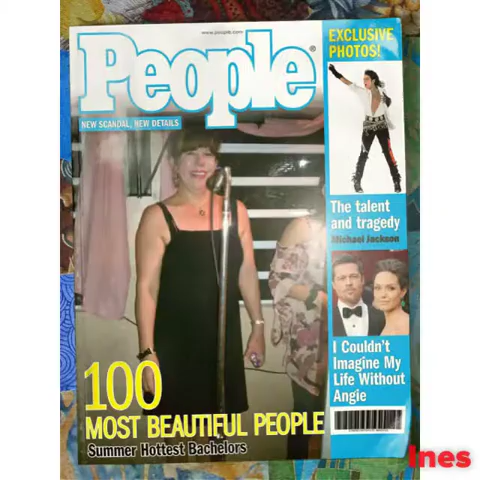 www.people.com
People®
NEW SCANDAL, NEW DETAILS
EXCLUSIVE
PHOTOS!
The talent
and tragedy
Michael Jackson
I Couldn't
Imagine My
Life Without
Angie
100
MOST BEAUTIFUL PEOPLE
Summer Hottest Bachelors
Ines